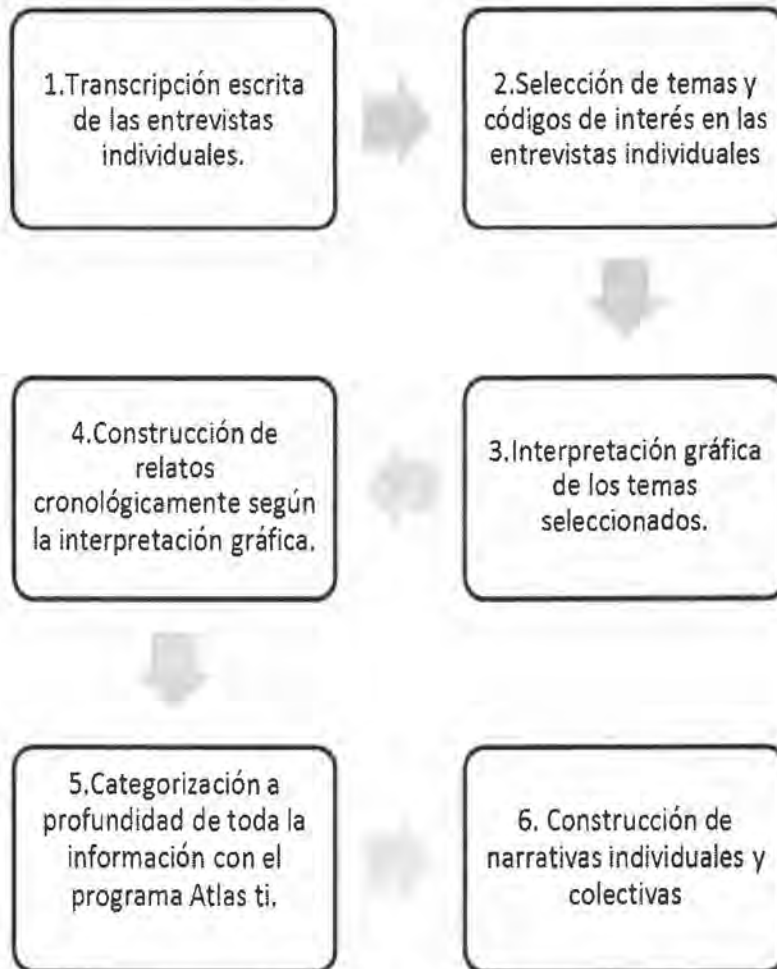 1.Transcripción escrita
de las entrevistas
individuales.
2.Selección de temas y
códigos de interés en las
entrevistas individuales
3.Interpretación gráfica
de los temas
seleccionados.
4.Construcción de
relatos
cronológicamente según
la interpretación gráfica.
5.Categorización a
profundidad de toda la
información con el
programa Atlas ti.
6. Construcción de
narrativas individuales y
colectivas